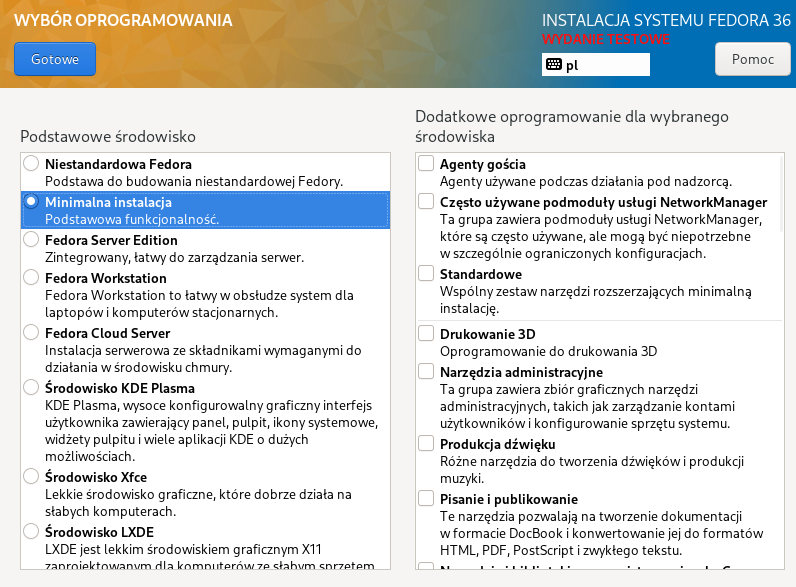 WYBÓR OPROGRAMOWANIA
INSTALACJA SYSTEMU FEDORA 36
WYDANIE TESTOWE
Gotowe
pl
Pomoc
Podstawowe środowisko
Niestandardowa Fedora
Podstawa do budowania niestandardowej Fedory.
Minimalna instalacja
Podstawowa funkcjonalność.
Fedora Server Edition
Zintegrowany, łatwy do zarządzania serwer.
Fedora Workstation
Fedora Workstation to łatwy w obsłudze system dla
laptopów i komputerów stacjonarnych.
Fedora Cloud Server
Instalacja serwerowa ze składnikami wymaganymi do
działania w środowisku chmury.
Środowisko KDE Plasma
KDE Plasma, wysoce konfigurowalny graficzny interfejs
użytkownika zawierający panel, pulpit, ikony systemowe,
widżety pulpitu i wiele aplikacji KDE o dużych
możliwościach.
Środowisko Xfce
Lekkie środowisko graficzne, które dobrze działa na
słabych komputerach.
Środowisko LXDE
LXDE jest lekkim środowiskiem graficznym X11
zaprojektowanym dla komputerów ze słabym sprzętem
Dodatkowe oprogramowanie dla wybranego
środowiska
Agenty gościa
Agenty używane podczas działania pod nadzorcą.
Często używane podmoduły usługi NetworkManager
Ta grupa zawiera podmoduły usługi NetworkManager,
które są często używane, ale mogą być niepotrzebne
w szczególnie ograniczonych konfiguracjach.
Standardowe
Wspólny zestaw narzędzi rozszerzających minimalną
instalację.
Drukowanie 3D
Oprogramowanie do drukowania 3D
Narzędzia administracyjne
Ta grupa zawiera zbiór graficznych narzędzi
administracyjnych, takich jak zarządzanie kontami
użytkowników i konfigurowanie sprzętu systemu.
Produkcja dźwięku
Różne narzędzia do tworzenia dźwięków i produkcji
muzyki.
Pisanie i publikowanie
Te narzędzia pozwalają na tworzenie dokumentacji
w formacie DocBook i konwertowanie jej do formatów
HTML, PDF, PostScript i zwykłego tekstu.